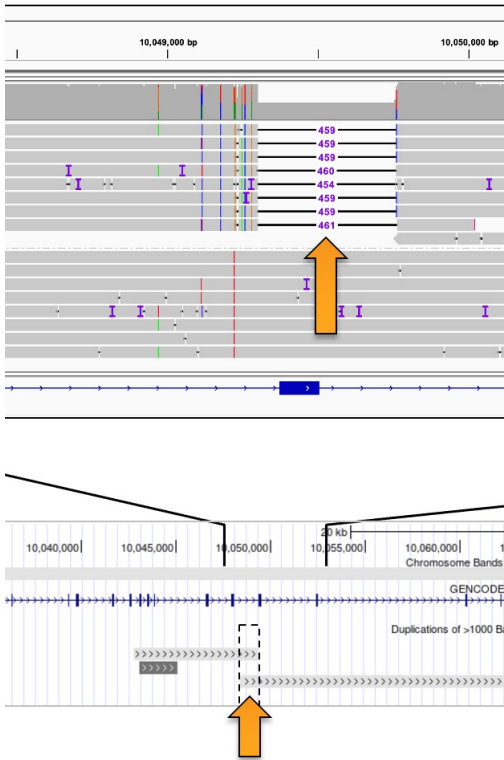 10,049,000 bp 10,050,000 bp
459
459
459
460
454
459
459
461
20 kb
10,040,000 10,045,000 10,050,000 10,055,000 10,060,000 1
Chromosome Bands
GENCODE
Duplications of >1000 Ba